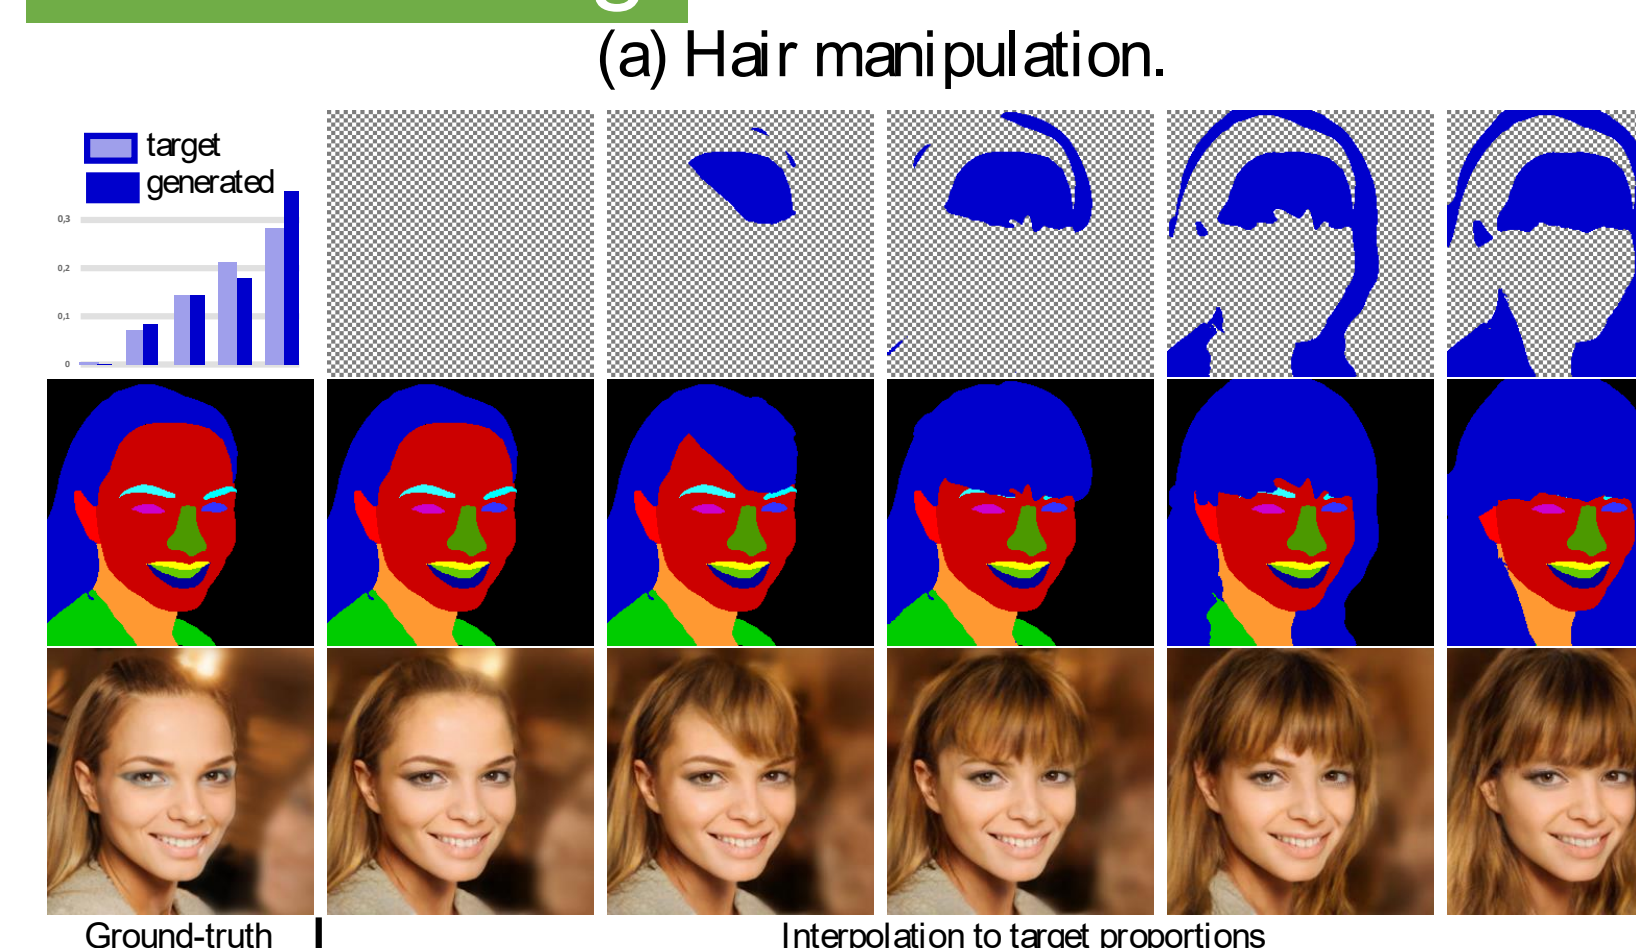 (a) Hair manipulation.
target
generated
0,3
0,2
0,1
0
Ground-truth
Interpolation to target proportions